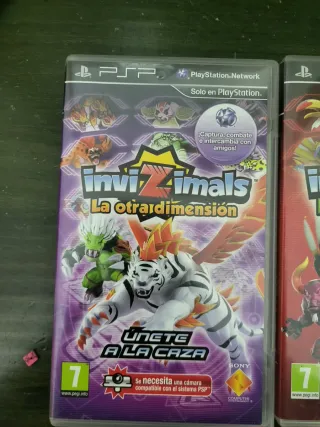 PSP
PlayStation Network
Solo en PlayStation
¡Captura, combate
e intercambia con
amigos!
inviZimals
La otra dimensión
ÚNETE
A LA CAZA
7
www.pegi.info
Se necesita una cámara
compatible con el sistema PSP
SONY
COMPUTER
7